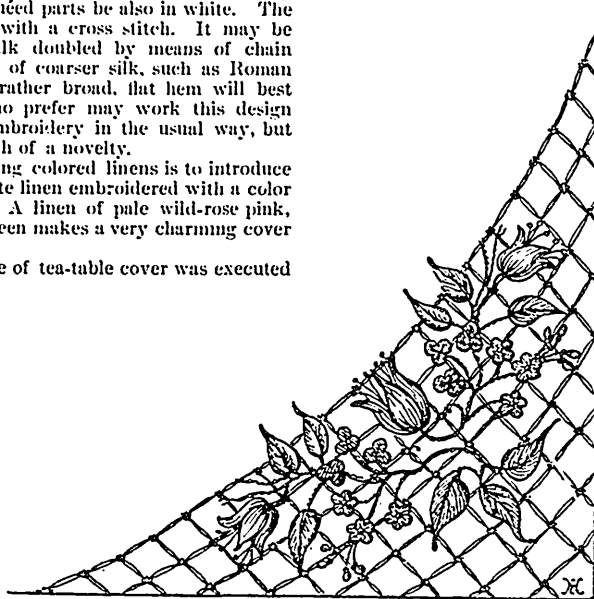 nced parts be also in white. The
with a cross stitch. It may be
lk doubled by means of chain
of coarser silk, such as Roman
rather broad, flat hem will best
o prefer may work this design
mbroidery in the usual way, but
h of a novelty.
ng colored linens is to introduce
te linen embroidered with a color
A linen of pale wild-rose pink,
een makes a very charming cover
e of tea-table cover was executed